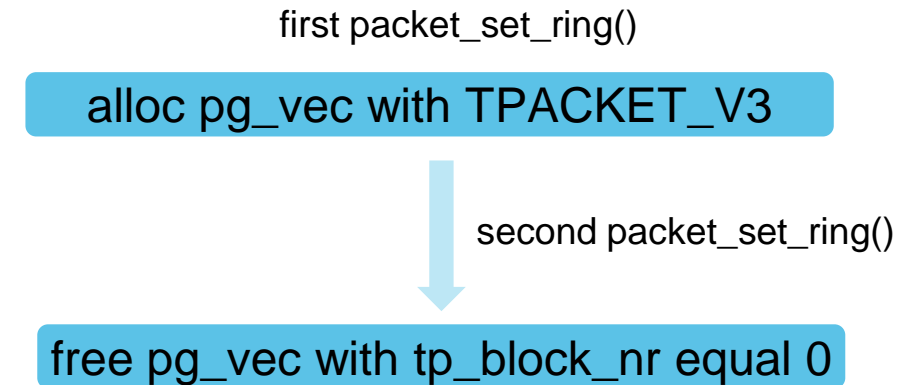 first packet_set_ring()
alloc pg_vec with TPACKET_V3
second packet_set_ring()
free pg_vec with tp_block_nr equal 0